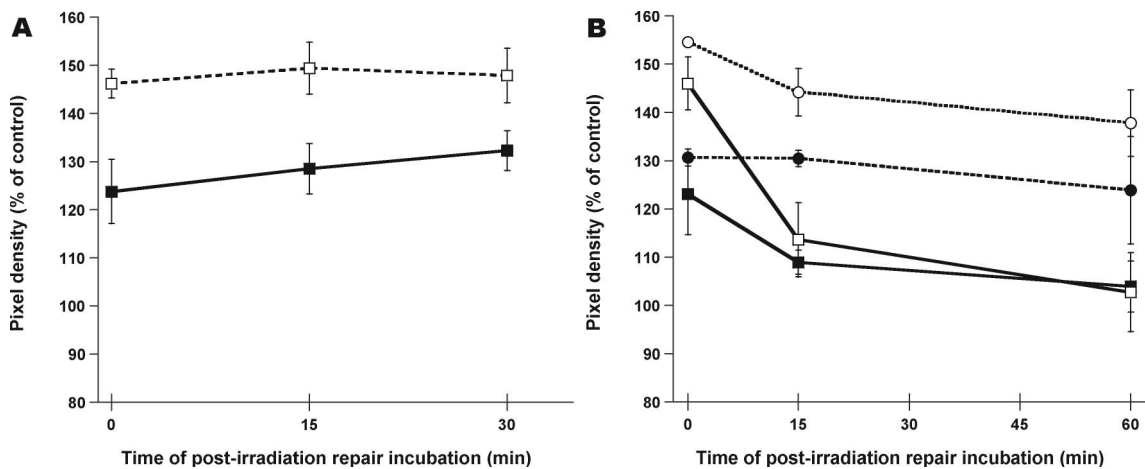 A
160
150
140
130
120
110
100
90
80
Pixel density (% of control)
0 15 30
Time of post-irradiation repair incubation (min)
B
160
150
140
130
120
110
100
90
80
Pixel density (% of control)
0 15 30 45 60
Time of post-irradiation repair incubation (min)